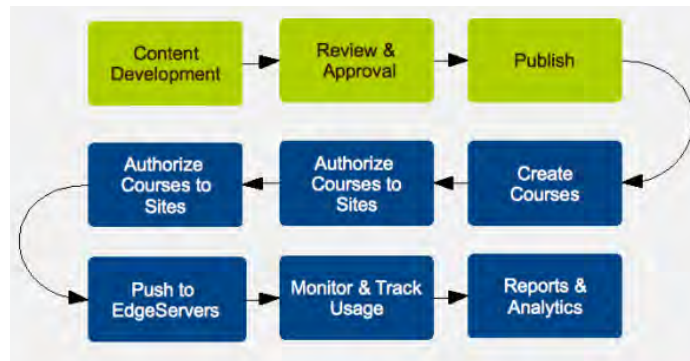 Content
Development
Review &
Approval
Publish
Authorize
Courses to
Sites
Authorize
Courses to
Sites
Create
Courses
Push to
EdgeServers
Monitor & Track
Usage
Reports &
Analytics